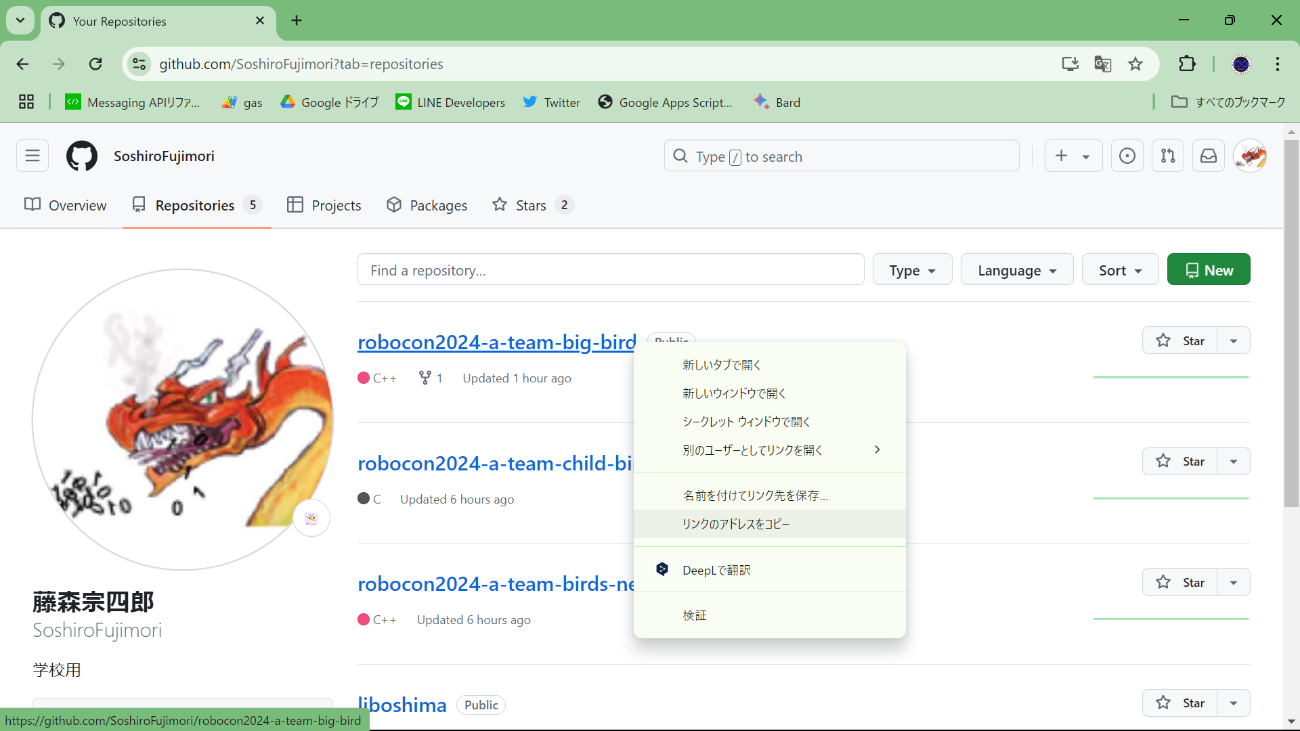 Your Repositories
github.com/SoshiroFujimori?tab=repositories
Messaging APIリファ... gas Google ドライブ LINE Developers Twitter Google Apps Script... Bard すべてのブックマーク
SoshiroFujimori Type / to search
Overview Repositories 5 Projects Packages Stars 2
Find a repository... Type Language Sort New
robocon2024-a-team-big-bird Public Star
C++ 1 Updated 1 hour ago
新しいタブで開く
新しいウィンドウで開く
シークレット ウィンドウで開く
別のユーザーとしてリンクを開く
名前を付けてリンク先を保存...
リンクのアドレスをコピー
DeepLで翻訳
検証
robocon2024-a-team-child-bi Star
C Updated 6 hours ago
robocon2024-a-team-birds-ne Star
C++ Updated 6 hours ago
藤森宗四郎
SoshiroFujimori
学校用
liboshima Public Star
https://github.com/SoshiroFujimori/robocon2024-a-team-big-bird